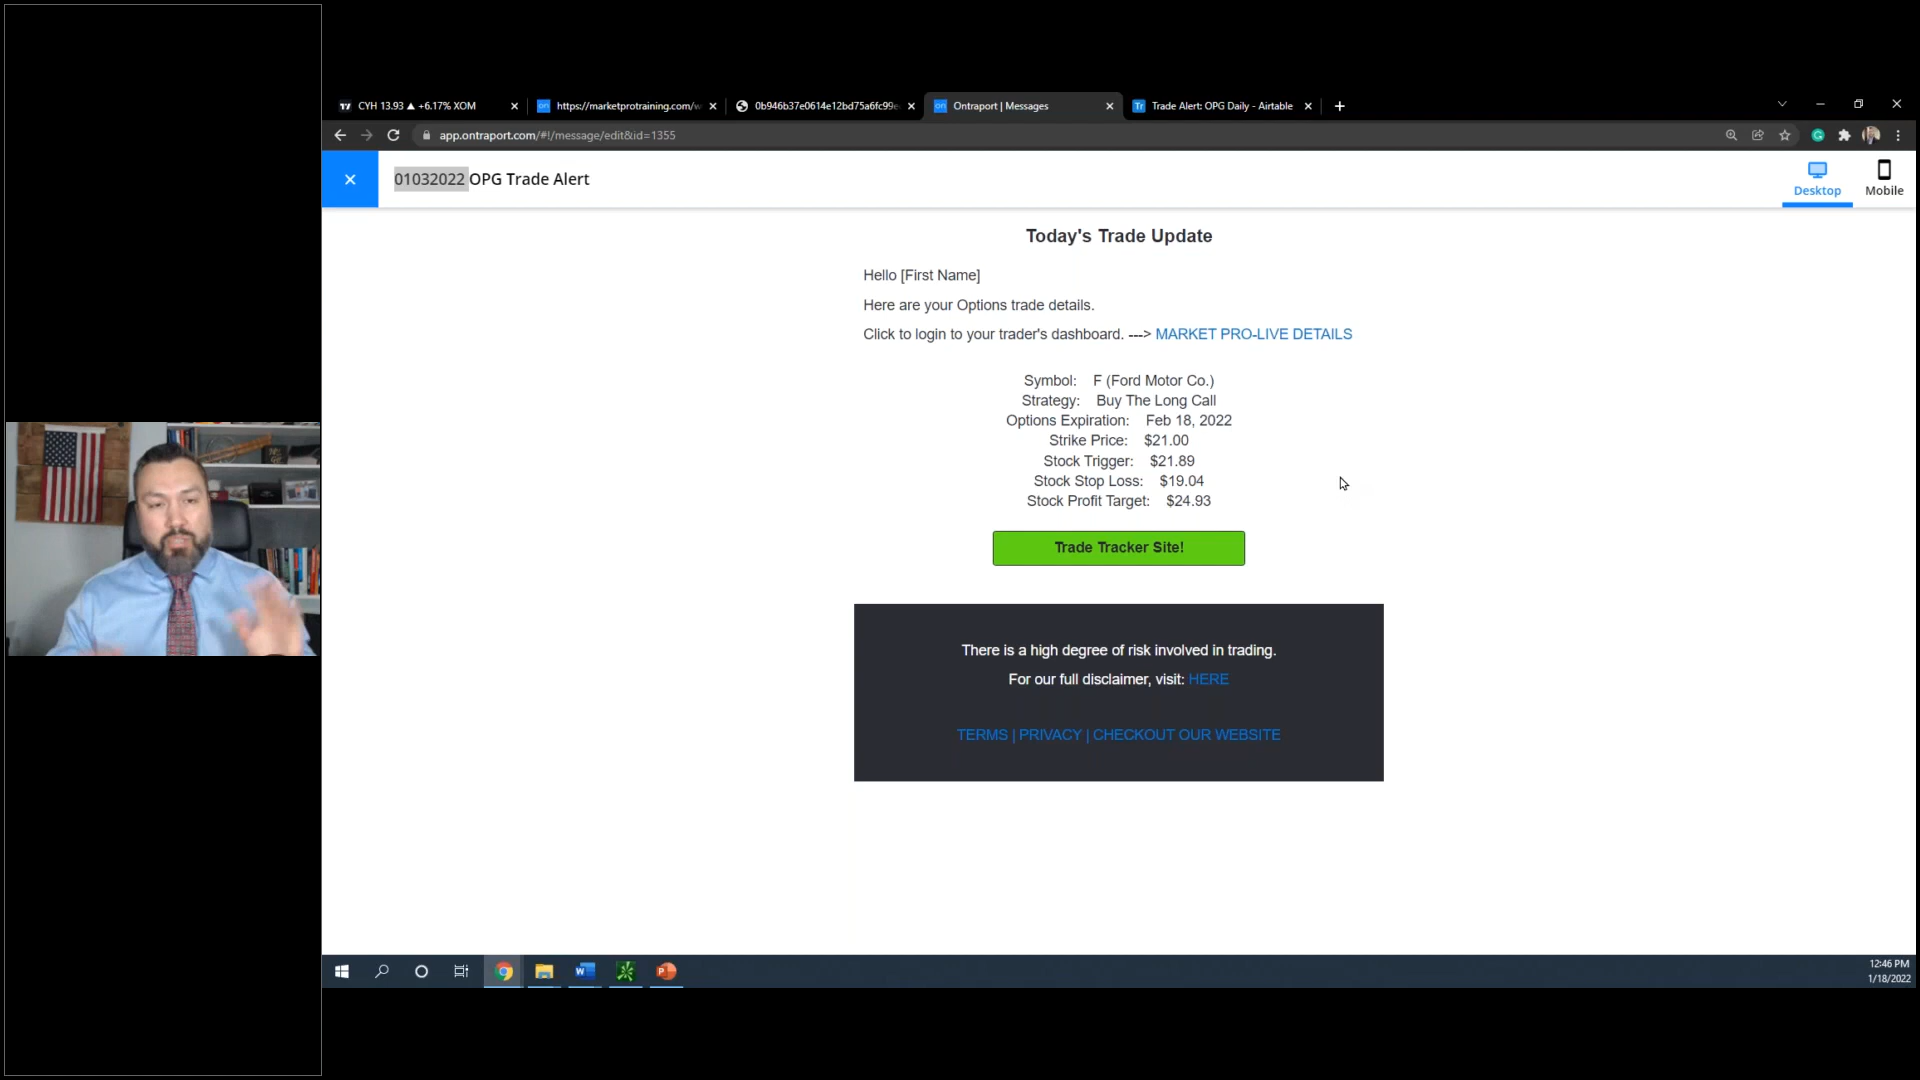 CYH 13.93 ▲ +6.17% XOM
https://marketprotraining.com/w
0b946b37e0614e12bd75a6fc99e
Ontraport | Messages
Trade Alert: OPG Daily - Airtable
app.ontraport.com/#!/message/edit&id=1355
01032022 OPG Trade Alert
Desktop
Mobile
Today's Trade Update
Hello [First Name]
Here are your Options trade details.
Click to login to your trader's dashboard. ---> MARKET PRO-LIVE DETAILS
Symbol: F (Ford Motor Co.)
Strategy: Buy The Long Call
Options Expiration: Feb 18, 2022
Strike Price: $21.00
Stock Trigger: $21.89
Stock Stop Loss: $19.04
Stock Profit Target: $24.93
Trade Tracker Site!
There is a high degree of risk involved in trading.
For our full disclaimer, visit: HERE
TERMS | PRIVACY | CHECKOUT OUR WEBSITE
12:46 PM
1/18/2022